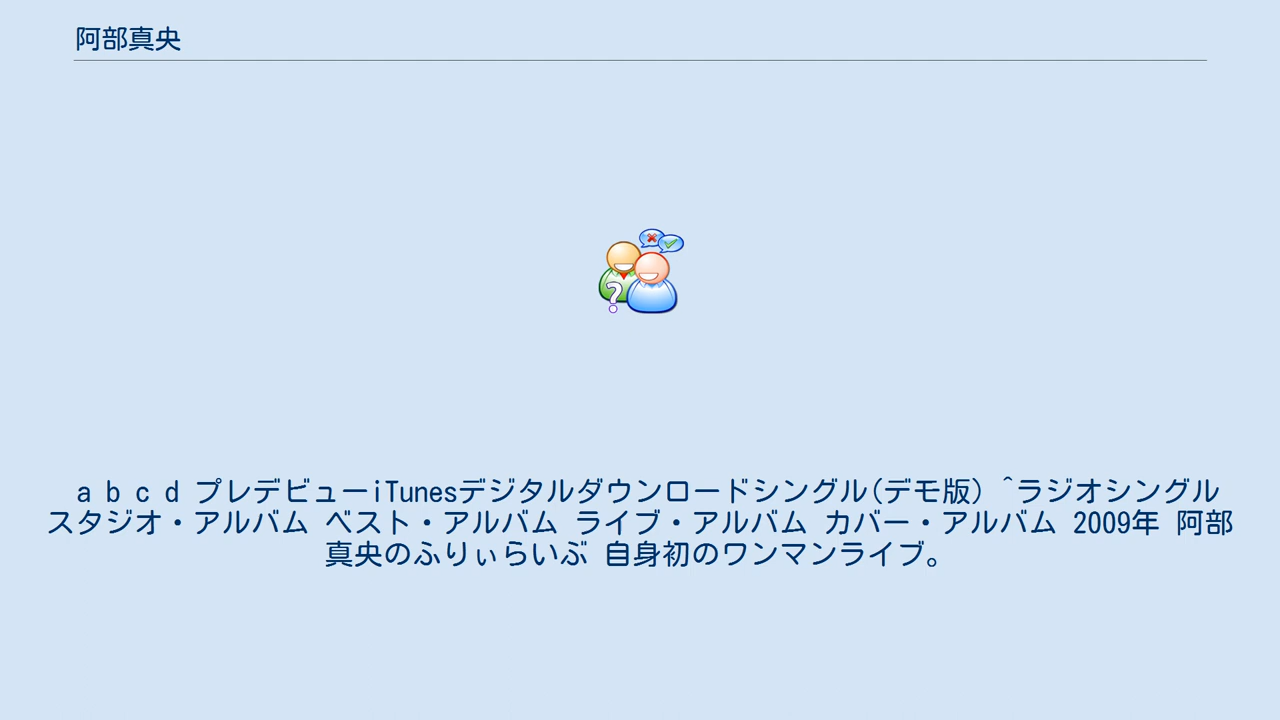 阿部真央
a b c d プレデビューiTunesデジタルダウンロードシングル(デモ版) ^ラジオシングル
スタジオ・アルバム ベスト・アルバム ライブ・アルバム カバー・アルバム 2009年 阿部
真央のふりぃらいぶ 自身初のワンマンライブ。